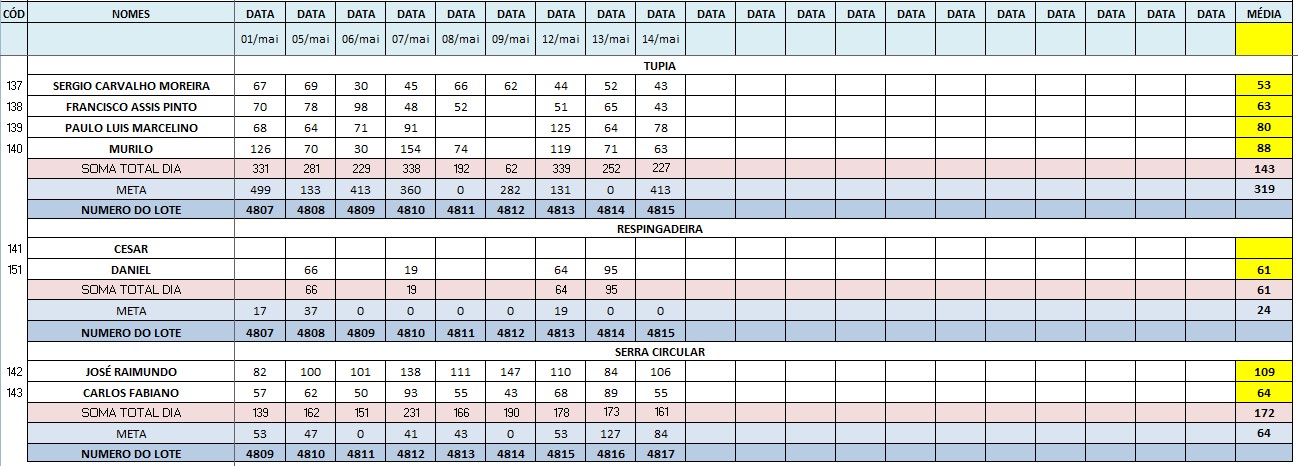 CÓD NOMES DATA DATA DATA DATA DATA DATA DATA DATA DATA DATA DATA DATA DATA DATA DATA DATA DATA DATA DATA DATA MÉDIA
01/mai 05/mai 06/mai 07/mai 08/mai 09/mai 12/mai 13/mai 14/mai
TUPIA
137 SERGIO CARVALHO MOREIRA 67 69 30 45 66 62 44 52 43 53
138 FRANCISCO ASSIS PINTO 70 78 98 48 52 51 65 43 63
139 PAULO LUIS MARCELINO 68 64 71 91 125 64 78 80
140 MURILO 126 70 30 154 74 119 71 63 88
SOMA TOTAL DIA 331 281 229 338 192 62 339 252 227 143
META 499 133 413 360 0 282 131 0 413 319
NUMERO DO LOTE 4807 4808 4809 4810 4811 4812 4813 4814 4815
RESPINGADEIRA
141 CESAR
151 DANIEL 66 19 64 95 61
SOMA TOTAL DIA 66 19 64 95 61
META 17 37 0 0 0 0 19 0 0 24
NUMERO DO LOTE 4807 4808 4809 4810 4811 4812 4813 4814 4815
SERRA CIRCULAR
142 JOSÉ RAIMUNDO 82 100 101 138 111 147 110 84 106 109
143 CARLOS FABIANO 57 62 50 93 55 43 68 89 55 64
SOMA TOTAL DIA 139 162 151 231 166 190 178 173 161 172
META 53 47 0 41 43 0 53 127 84 64
NUMERO DO LOTE 4809 4810 4811 4812 4813 4814 4815 4816 4817